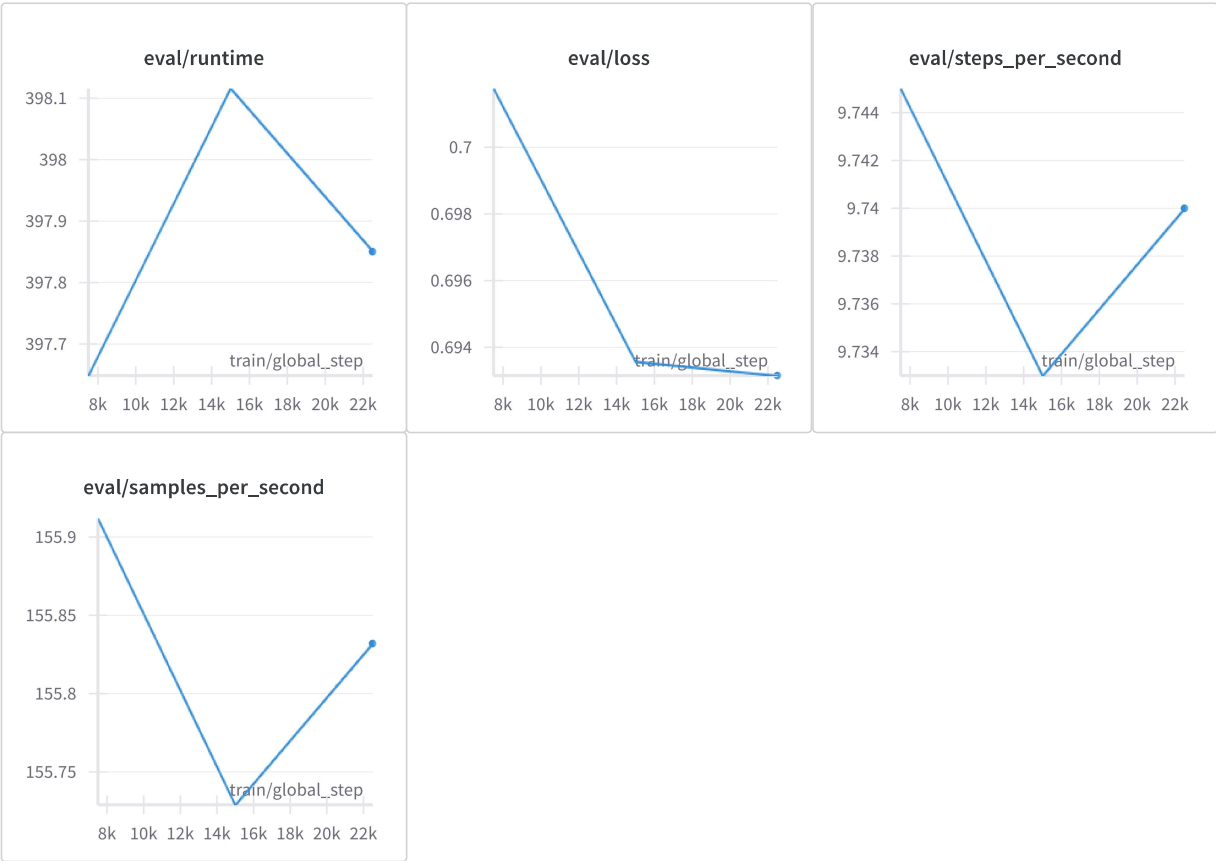 eval/runtime
398.1
398
397.9
397.8
397.7
train/global_step
8k 10k 12k 14k 16k 18k 20k 22k
eval/loss
0.7
0.698
0.696
0.694
train/global_step
8k 10k 12k 14k 16k 18k 20k 22k
eval/steps_per_second
9.744
9.742
9.74
9.738
9.736
9.734
train/global_step
8k 10k 12k 14k 16k 18k 20k 22k
eval/samples_per_second
155.9
155.85
155.8
155.75
train/global_step
8k 10k 12k 14k 16k 18k 20k 22k